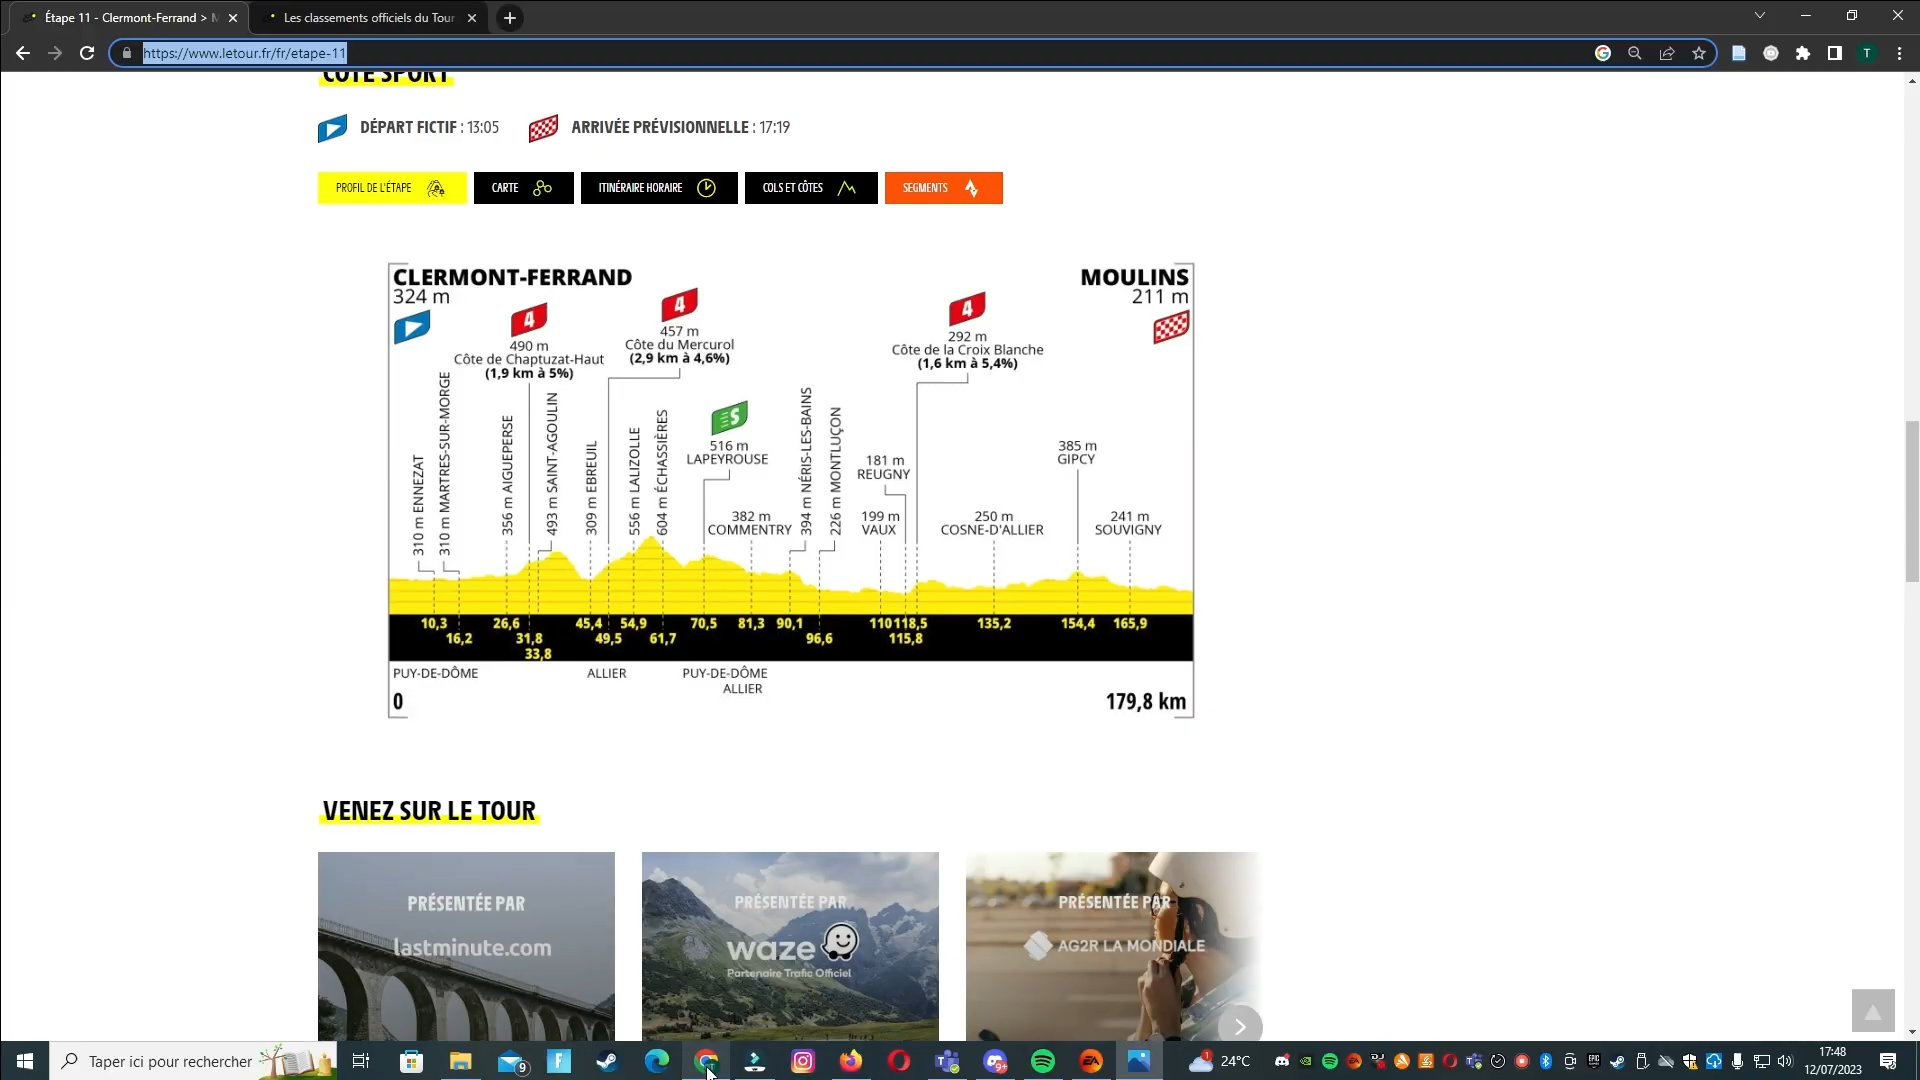 Étape 11 - Clermont-Ferrand > M
Les classements officiels du Tour
https://www.letour.fr/fr/etape-11
T
CÔTÉ SPORT
DÉPART FICTIF : 13:05
ARRIVÉE PRÉVISIONNELLE : 17:19
PROFIL DE L'ÉTAPE
CARTE
ITINÉRAIRE HORAIRE
COLS ET CÔTES
SEGMENTS
CLERMONT-FERRAND
324 m
MOULINS
211 m
4
490 m
Côte de Chaptuzat-Haut
(1,9 km à 5%)
4
457 m
Côte du Mercurol
(2,9 km à 4,6%)
4
292 m
Côte de la Croix Blanche
(1,6 km à 5,4%)
310 m ENNEZAT
310 m MARTRES-SUR-MORGE
356 m AIGUEPERSE
493 m SAINT-AGOULIN
309 m EBREUIL
556 m LALIZOLLE
604 m ÉCHASSIÈRES
S
516 m
LAPEYROUSE
382 m
COMMENTRY
394 m NÉRIS-LES-BAINS
226 m MONTLUÇON
199 m
VAUX
181 m
REUGNY
250 m
COSNE-D'ALLIER
385 m
GIPCY
241 m
SOUVIGNY
10,3
16,2
26,6
31,8
33,8
45,4
49,5
54,9
61,7
70,5
81,3
90,1
96,6
110
115,8
118,5
135,2
154,4
165,9
PUY-DE-DÔME
ALLIER
PUY-DE-DÔME
ALLIER
0
179,8 km
VENEZ SUR LE TOUR
PRÉSENTÉE PAR
lastminute.com
PRÉSENTÉE PAR
waze
Partenaire Trafic Officiel
PRÉSENTÉE PAR
AG2R LA MONDIALE
Taper ici pour rechercher
9
24°C
17:48
12/07/2023